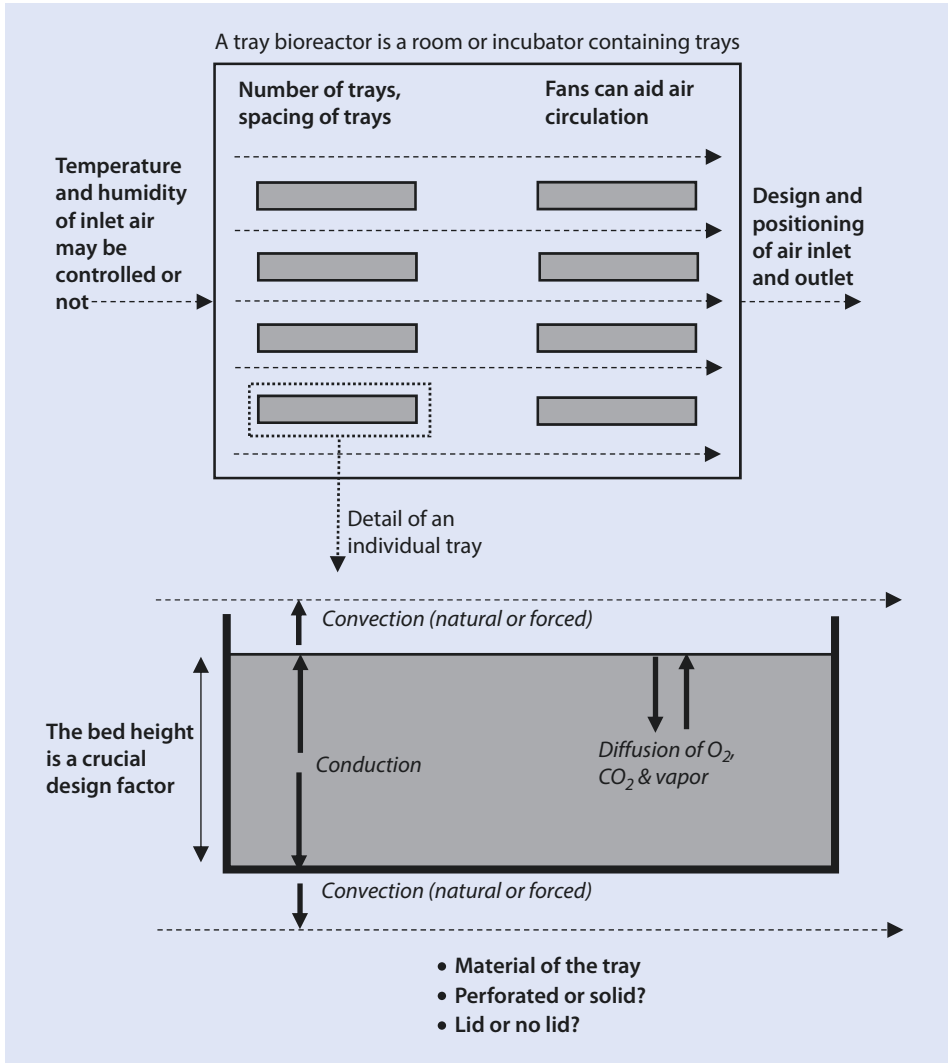 A tray bioreactor is a room or incubator containing trays
Number of trays,
spacing of trays
Fans can aid air
circulation
Temperature
and humidity
of inlet air
may be
controlled or
not
Design and
positioning
of air inlet
and outlet
Detail of an
individual tray
Convection (natural or forced)
The bed height
is a crucial
design factor
Conduction
Diffusion of O₂,
CO₂ & vapor
Convection (natural or forced)
• Material of the tray
• Perforated or solid?
• Lid or no lid?